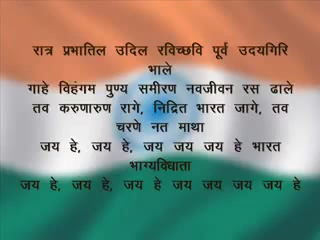 रात्र प्रभातिल उदिल रविच्छवि पूर्व उदयगिरि
भाले
गाहे विहंगम पुण्य समीरण नवजीवन रस ढाले
तव करुणारुण रागे, निद्रित भारत जागे, तव
चरणे नत माथा
जय हे, जय हे, जय जय जय हे भारत
भाग्यविधाता
जय हे, जय हे, जय हे जय जय जय जय हे